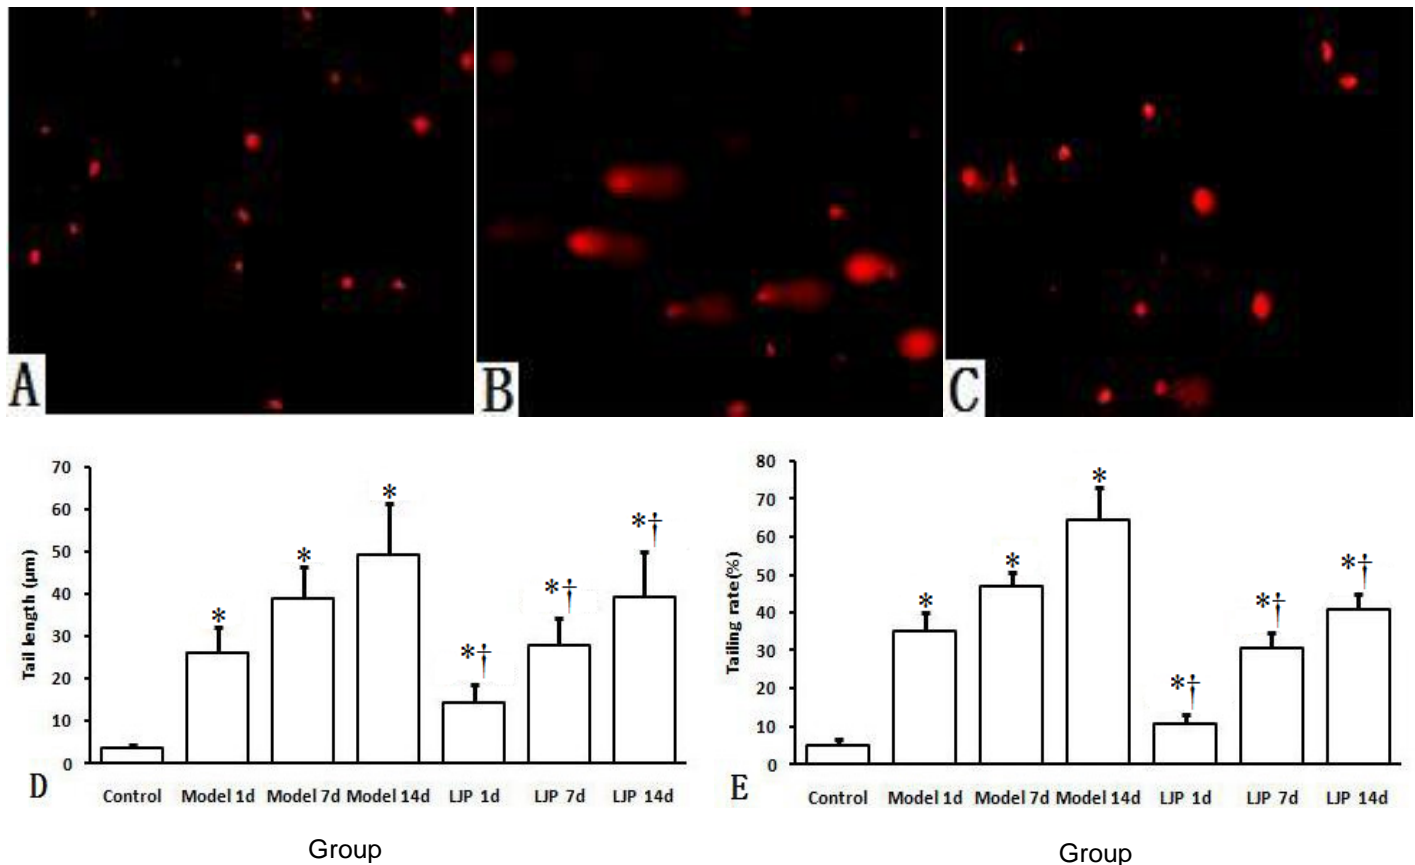 A
B
C
70
60
50
40
30
20
10
0
Tail length (μm)
*
*
*
*†
*†
*†
D
Control Model 1d Model 7d Model 14d LJP 1d LJP 7d LJP 14d
Group
80
70
60
50
40
30
20
10
0
Tailing rate(%)
*
*
*
*†
*†
*†
E
Control Model 1d Model 7d Model 14d LJP 1d LJP 7d LJP 14d
Group